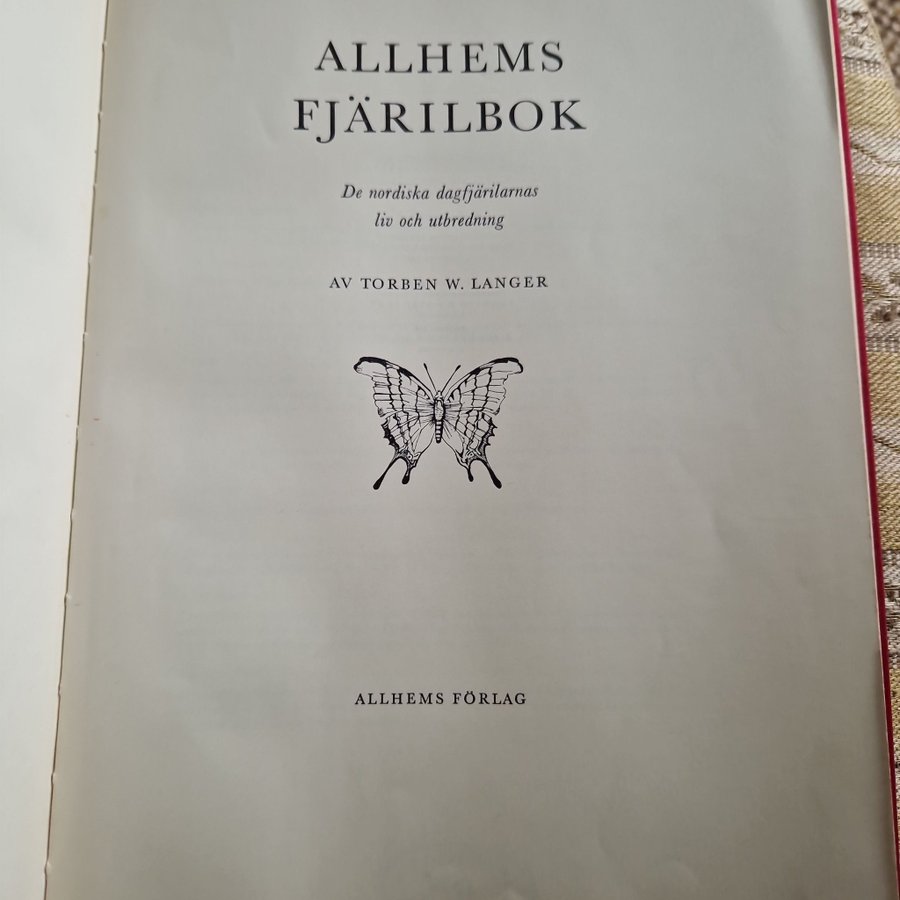 ALLHEMS
FJÄRILBOK
De nordiska dagfjärilarnas
liv och utbredning
AV TORBEN W. LANGER
ALLHEMS FÖRLAG